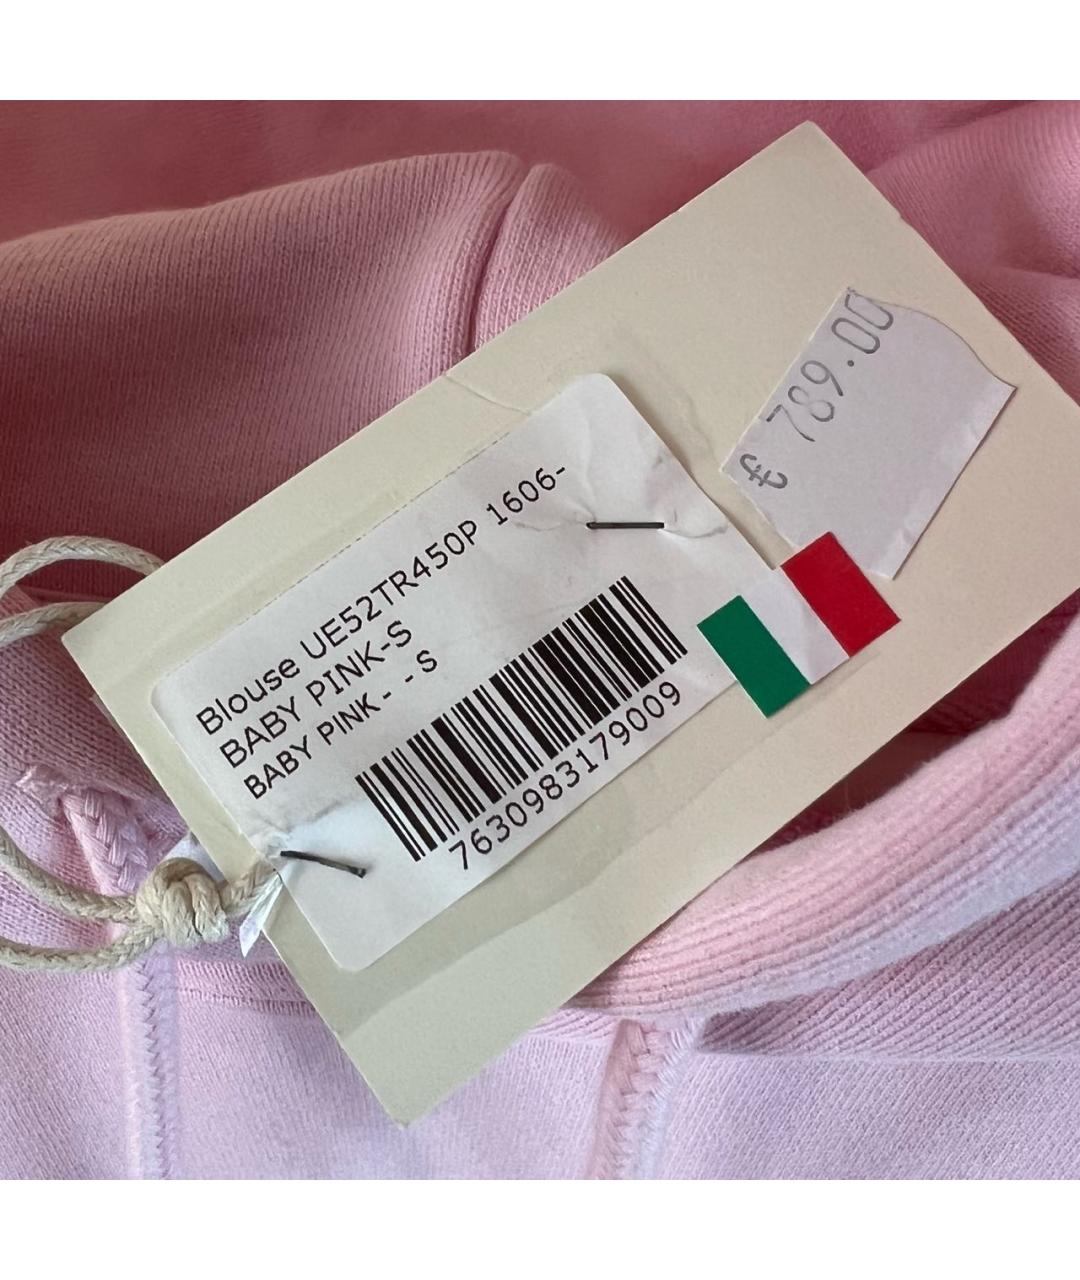 Blouse UE52TR450P 1606-
BABY PINK-S
BABY PINK- -S
7630983179009
€ 789.00